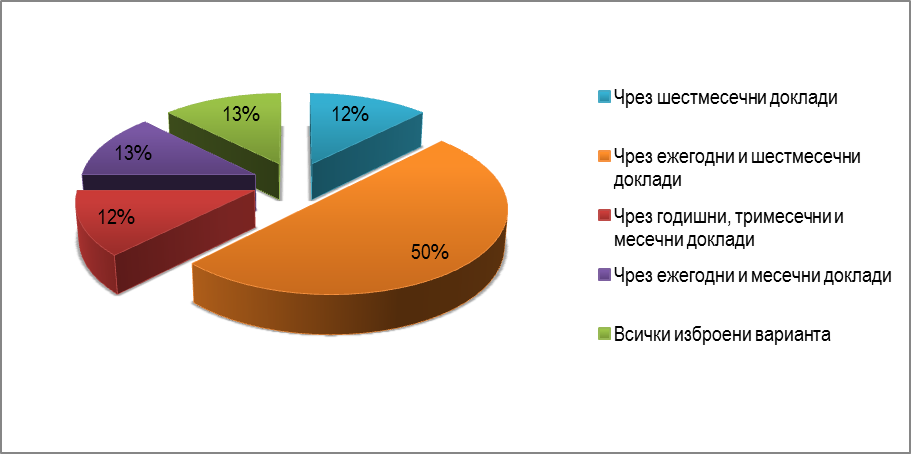 13%
12%
13%
12%
50%
Чрез шестмесечни доклади
Чрез ежегодни и шестмесечни
доклади
Чрез годишни, тримесечни и
месечни доклади
Чрез ежегодни и месечни доклади
Всички изброени варианта